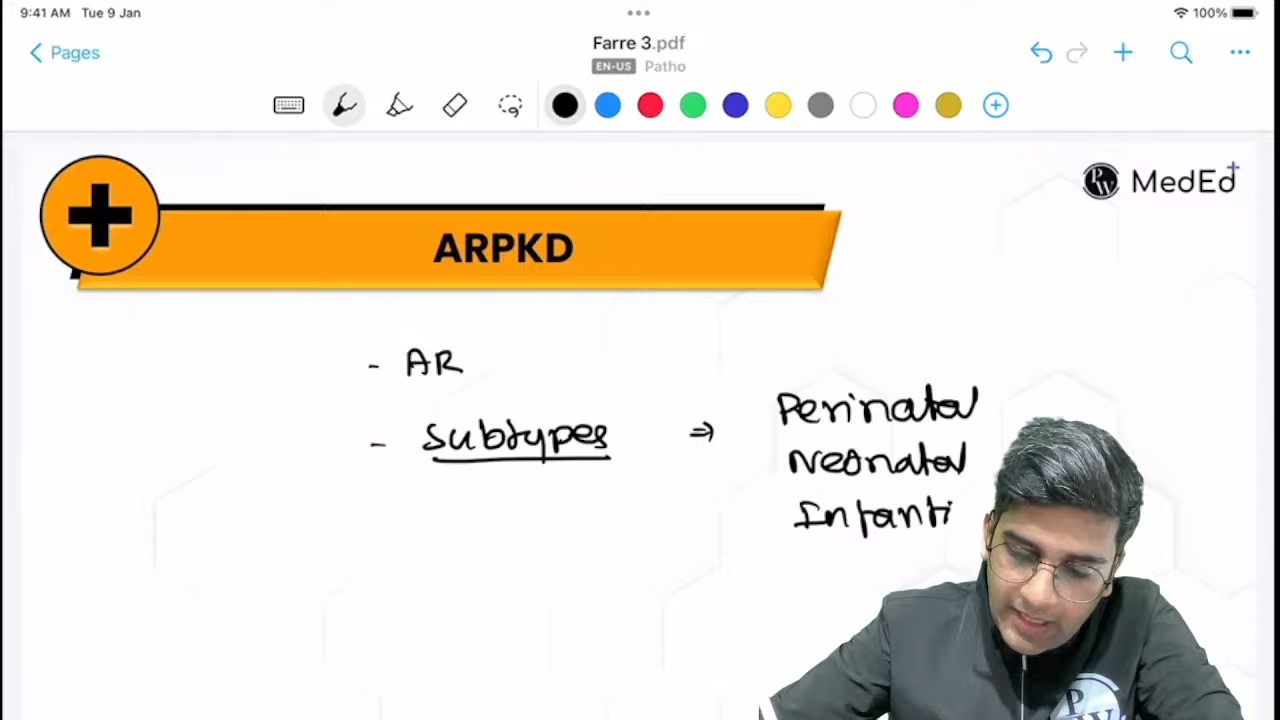 9:41 AM Tue 9 Jan
100%
Pages
Farre 3.pdf
EN-US Patho
PW MedEd+
ARPKD
- AR
- Subtypes ⇒ Perinatal
Neonatal
Infanti
P